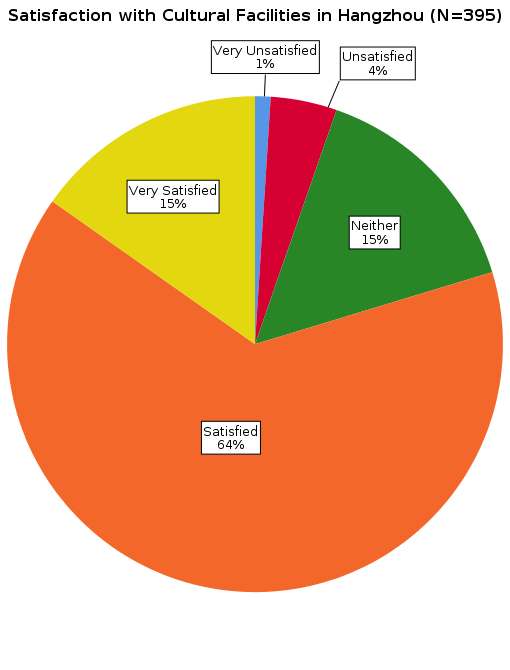 Satisfaction with Cultural Facilities in Hangzhou (N=395)
Very Unsatisfied
1%
Unsatisfied
4%
Neither
15%
Very Satisfied
15%
Satisfied
64%